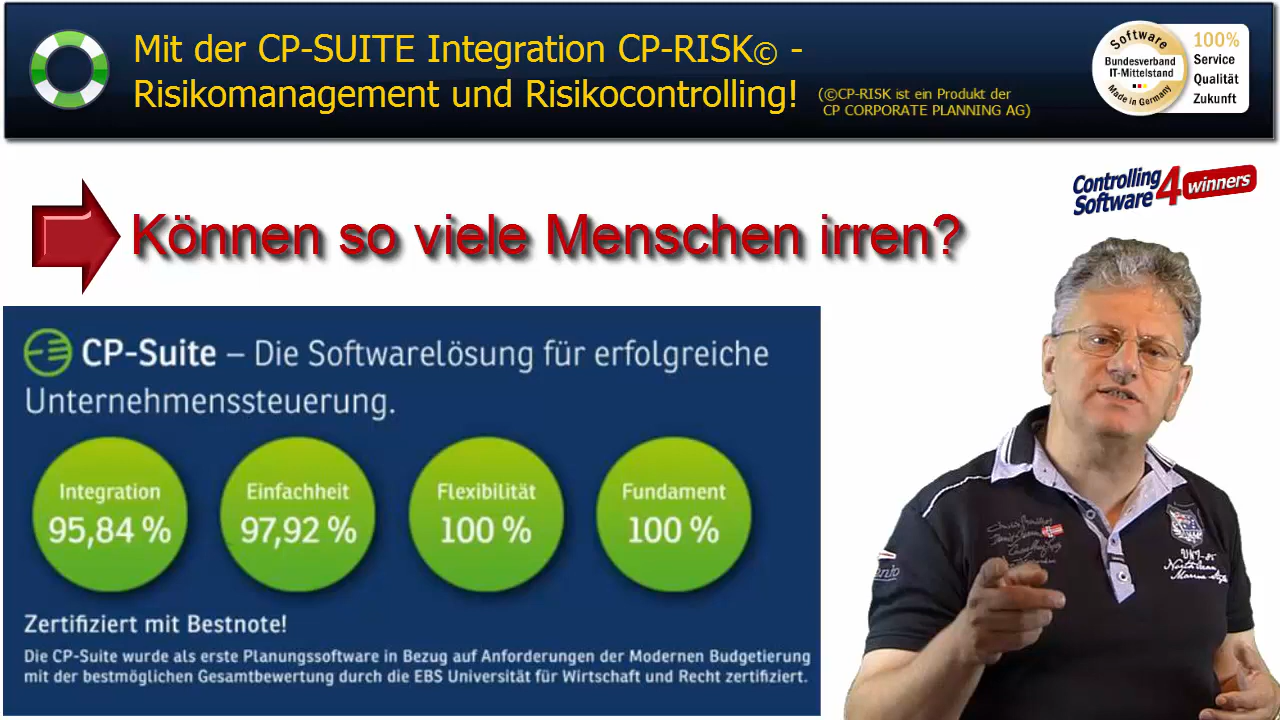 Mit der CP-SUITE Integration CP-RISK© -
Risikomanagement und Risikocontrolling!
(©CP-RISK ist ein Produkt der
CP CORPORATE PLANNING AG)
Software
Bundesverband
IT-Mittelstand
Made in Germany
100%
Service
Qualität
Zukunft
Controlling
Software
4
winners
Können so viele Menschen irren?
CP-Suite – Die Softwarelösung für erfolgreiche
Unternehmenssteuerung.
Integration
95,84 %
Einfachheit
97,92 %
Flexibilität
100 %
Fundament
100 %
Zertifiziert mit Bestnote!
Die CP-Suite wurde als erste Planungssoftware in Bezug auf Anforderungen der Modernen Budgetierung
mit der bestmöglichen Gesamtbewertung durch die EBS Universität für Wirtschaft und Recht zertifiziert.